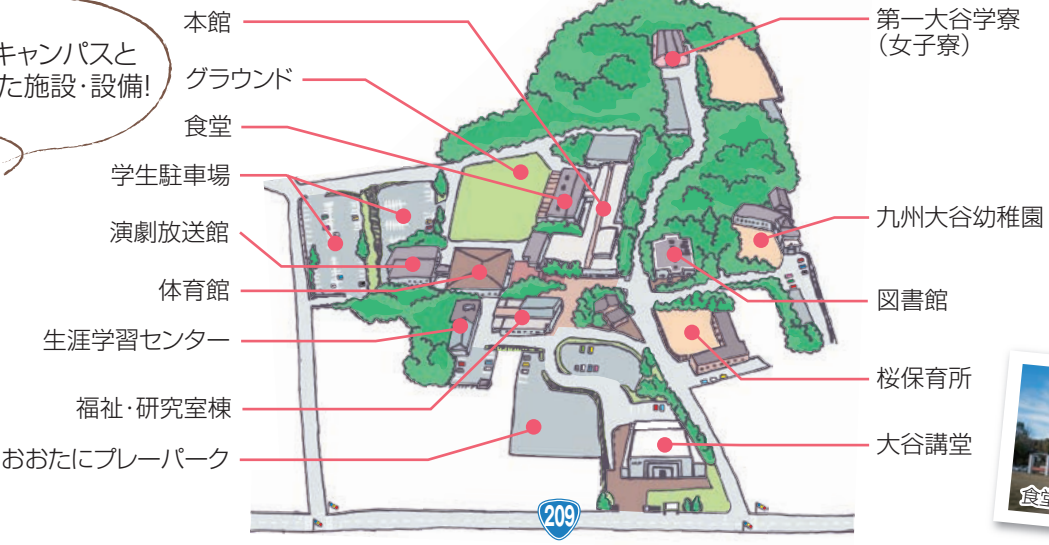 キャンパスと
た施設・設備!
本館
グラウンド
食堂
学生駐車場
演劇放送館
体育館
生涯学習センター
福祉・研究室棟
おおたにプレーパーク
第一大谷学寮
（女子寮）
九州大谷幼稚園
図書館
桜保育所
大谷講堂
209
食堂